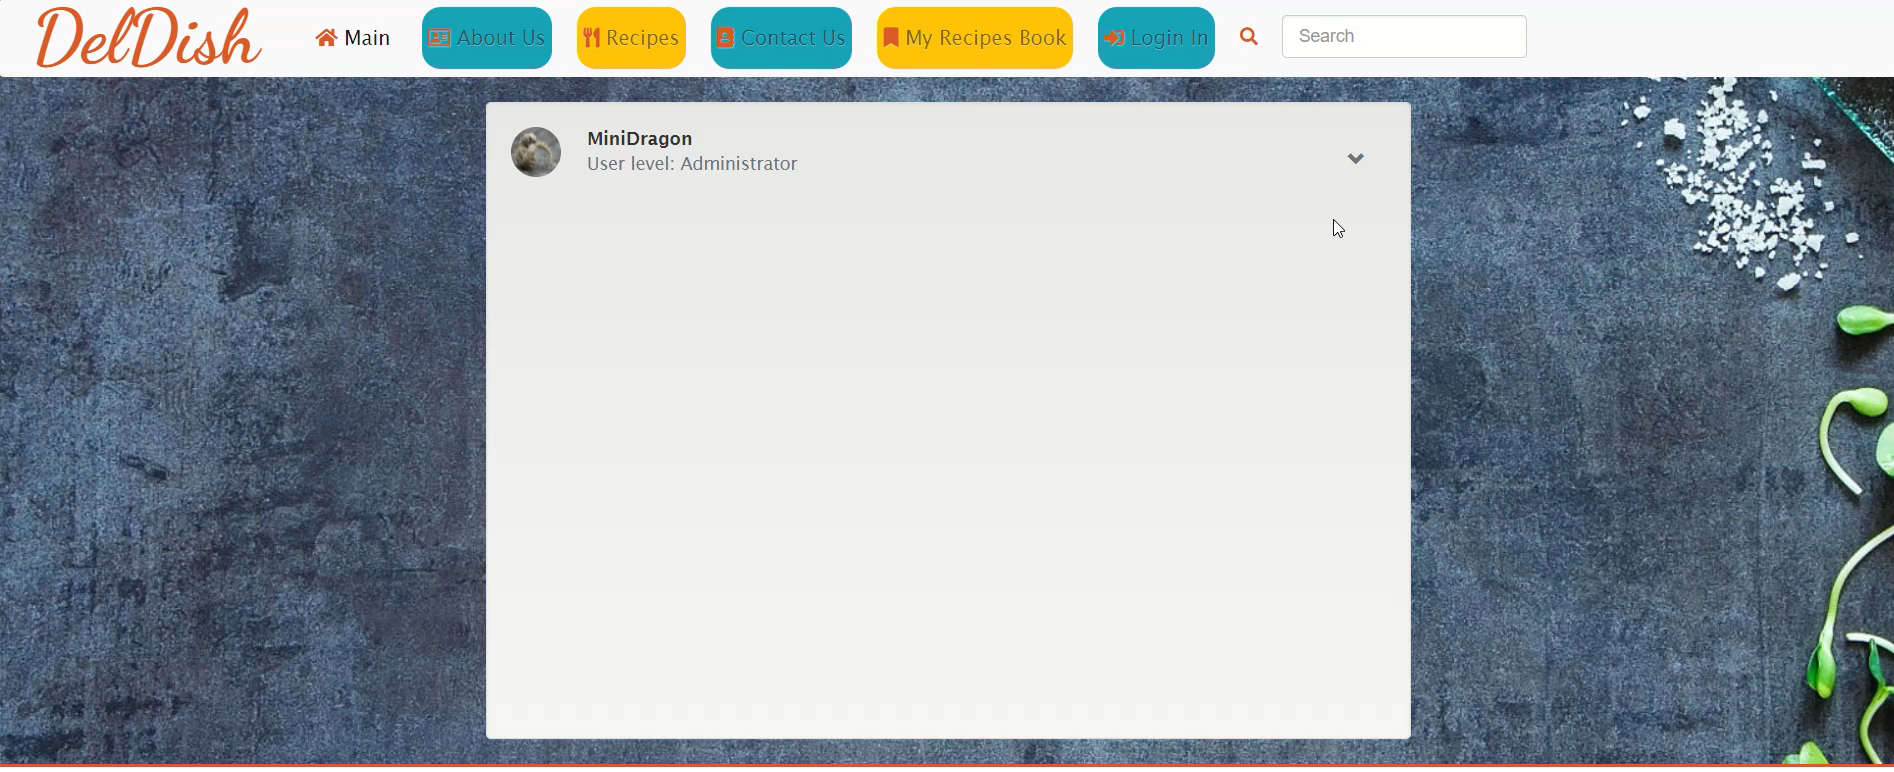 DelDish
Main
About Us
Recipes
Contact Us
My Recipes Book
Login In
Search
MiniDragon
User level: Administrator